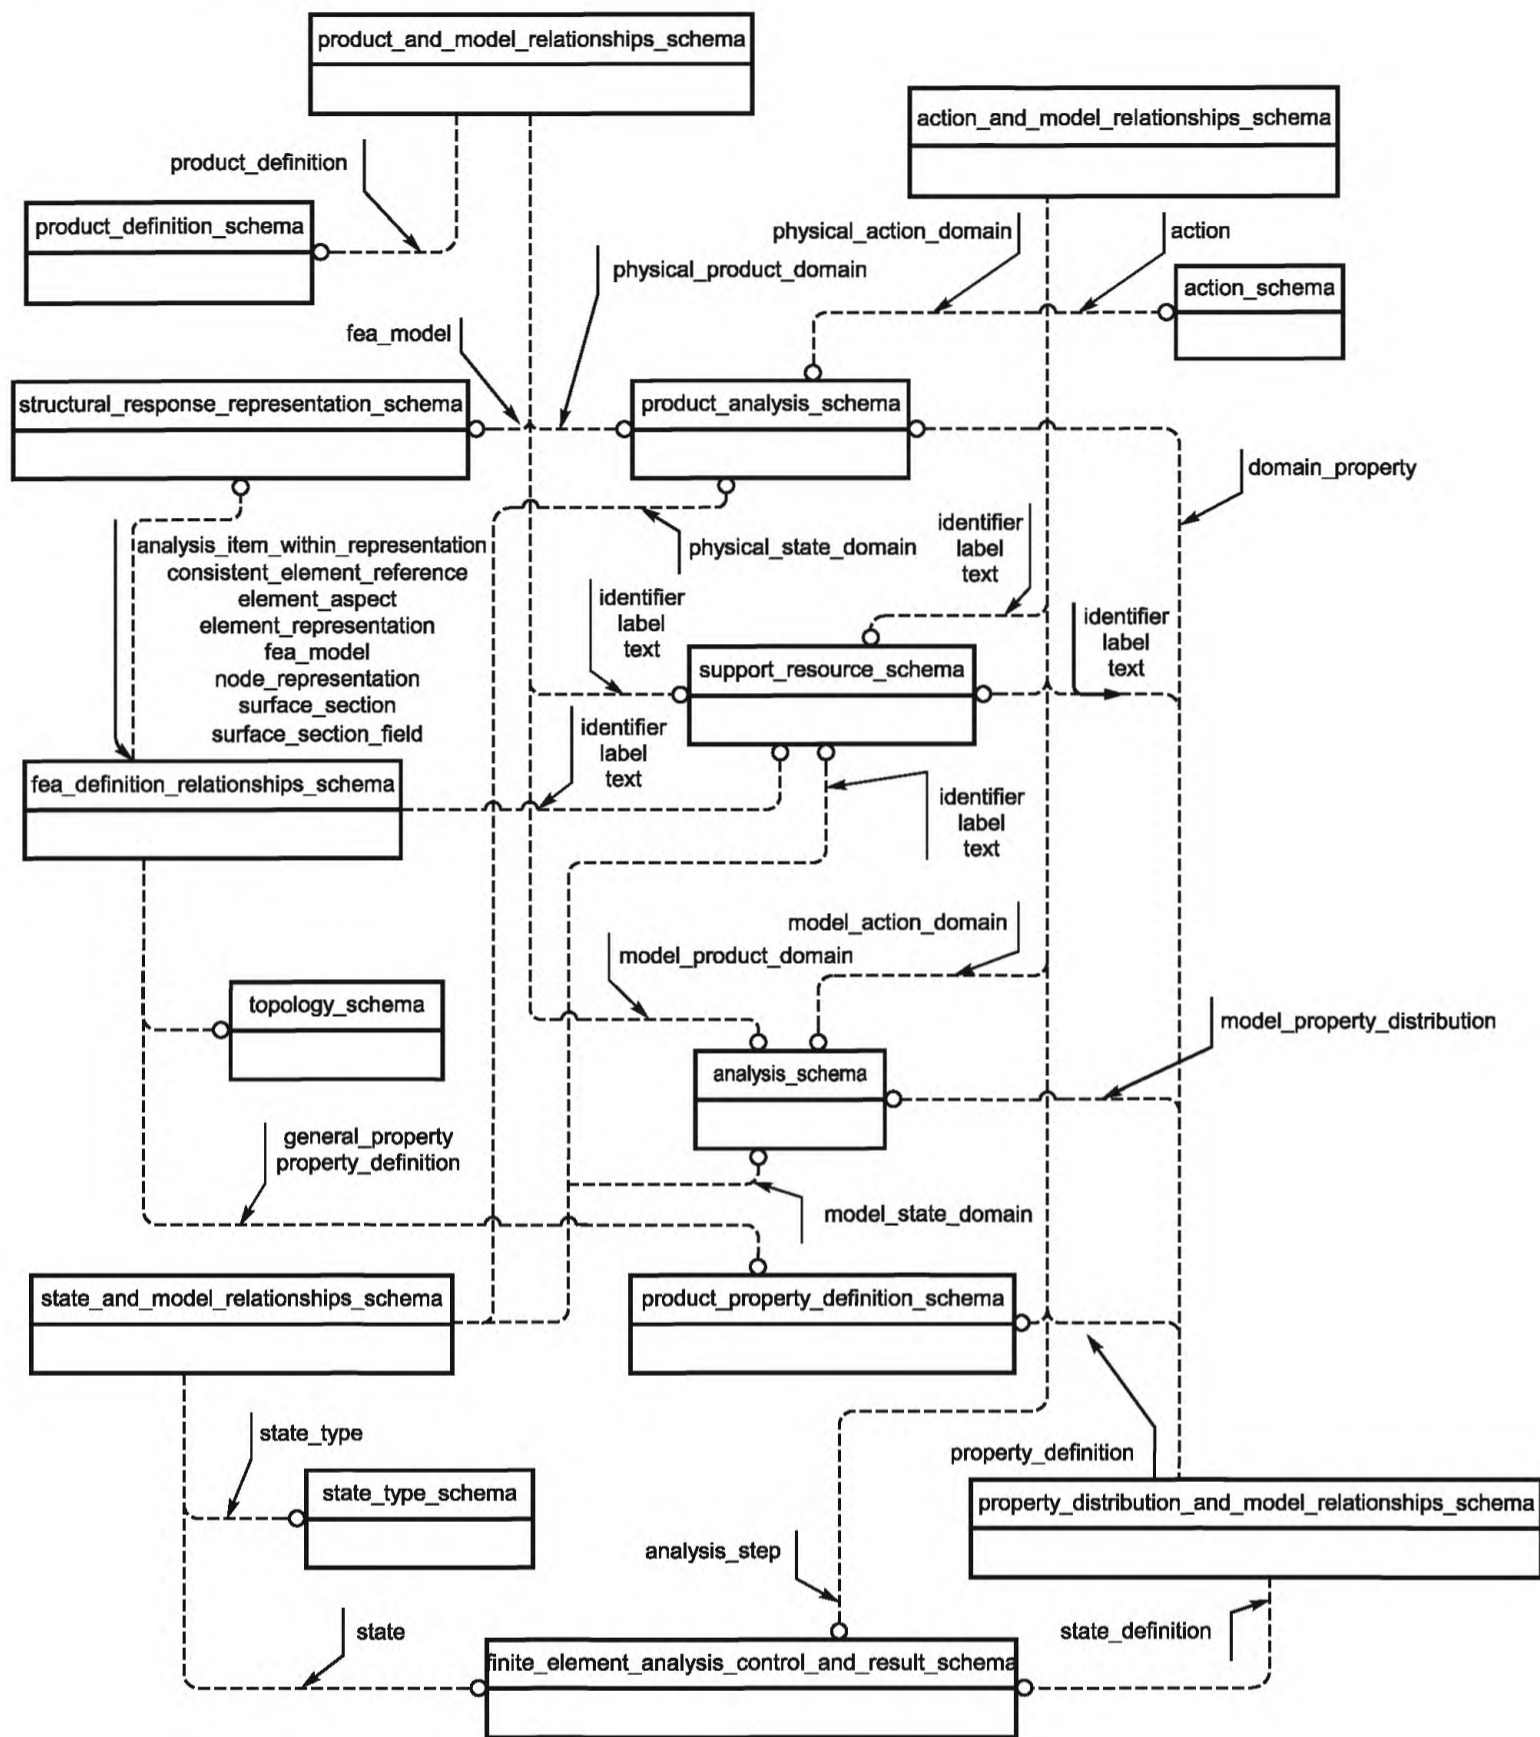 product_and_model_relationships_schema
action_and_model_relationships_schema
product_definition
product_definition_schema
physical_action_domain
action
physical_product_domain
action_schema
fea_model
structural_response_representation_schema
product_analysis_schema
domain_property
physical_state_domain
identifier
label
text
analysis_item_within_representation
consistent_element_reference
element_aspect
element_representation
fea_model
node_representation
surface_section
surface_section_field
identifier
label
text
identifier
label
text
support_resource_schema
identifier
label
text
fea_definition_relationships_schema
identifier
label
text
model_action_domain
model_product_domain
topology_schema
model_property_distribution
analysis_schema
general_property
property_definition
model_state_domain
state_and_model_relationships_schema
product_property_definition_schema
state_type
property_definition
state_type_schema
property_distribution_and_model_relationships_schema
analysis_step
state
state_definition
finite_element_analysis_control_and_result_schema